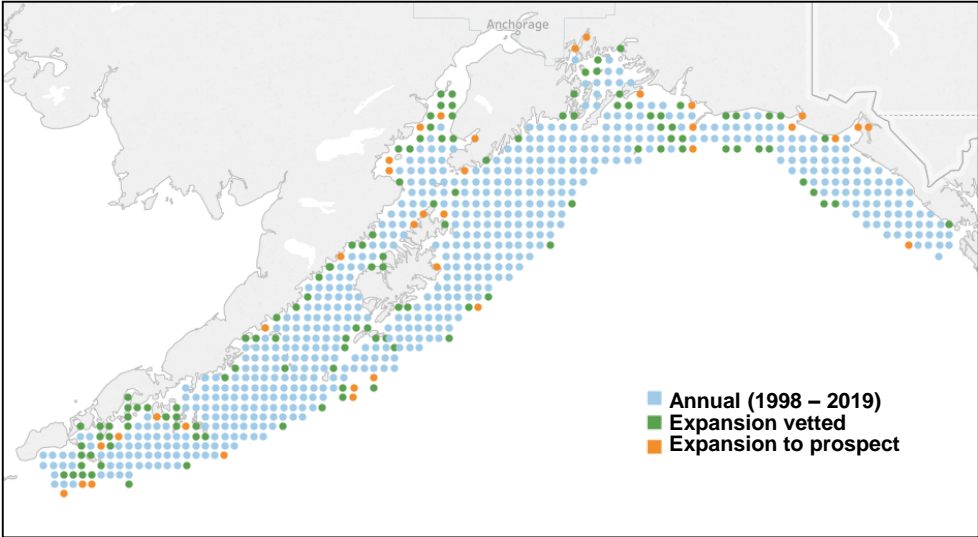 Anchorage
Annual (1998 – 2019)
Expansion vetted
Expansion to prospect